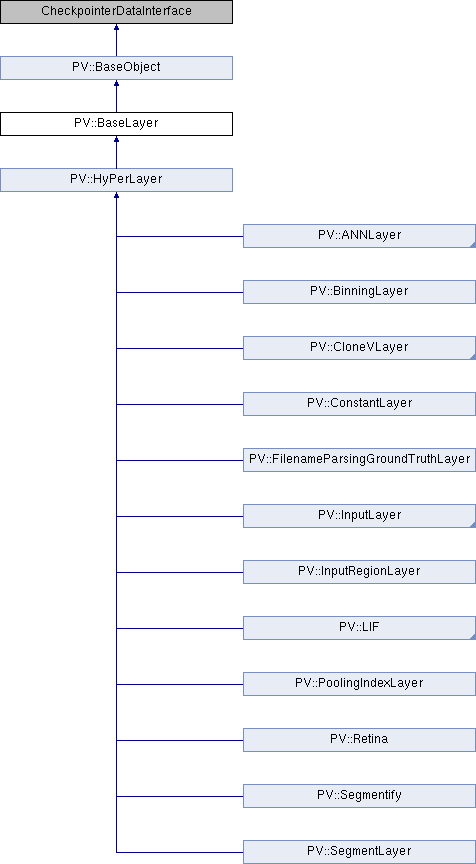 CheckpointerDataInterface
PV::BaseObject
PV::BaseLayer
PV::HyPerLayer
PV::ANNLayer
PV::BinningLayer
PV::CloneVLayer
PV::ConstantLayer
PV::FilenameParsingGroundTruthLayer
PV::InputLayer
PV::InputRegionLayer
PV::LIF
PV::PoolingIndexLayer
PV::Retina
PV::Segmentify
PV::SegmentLayer